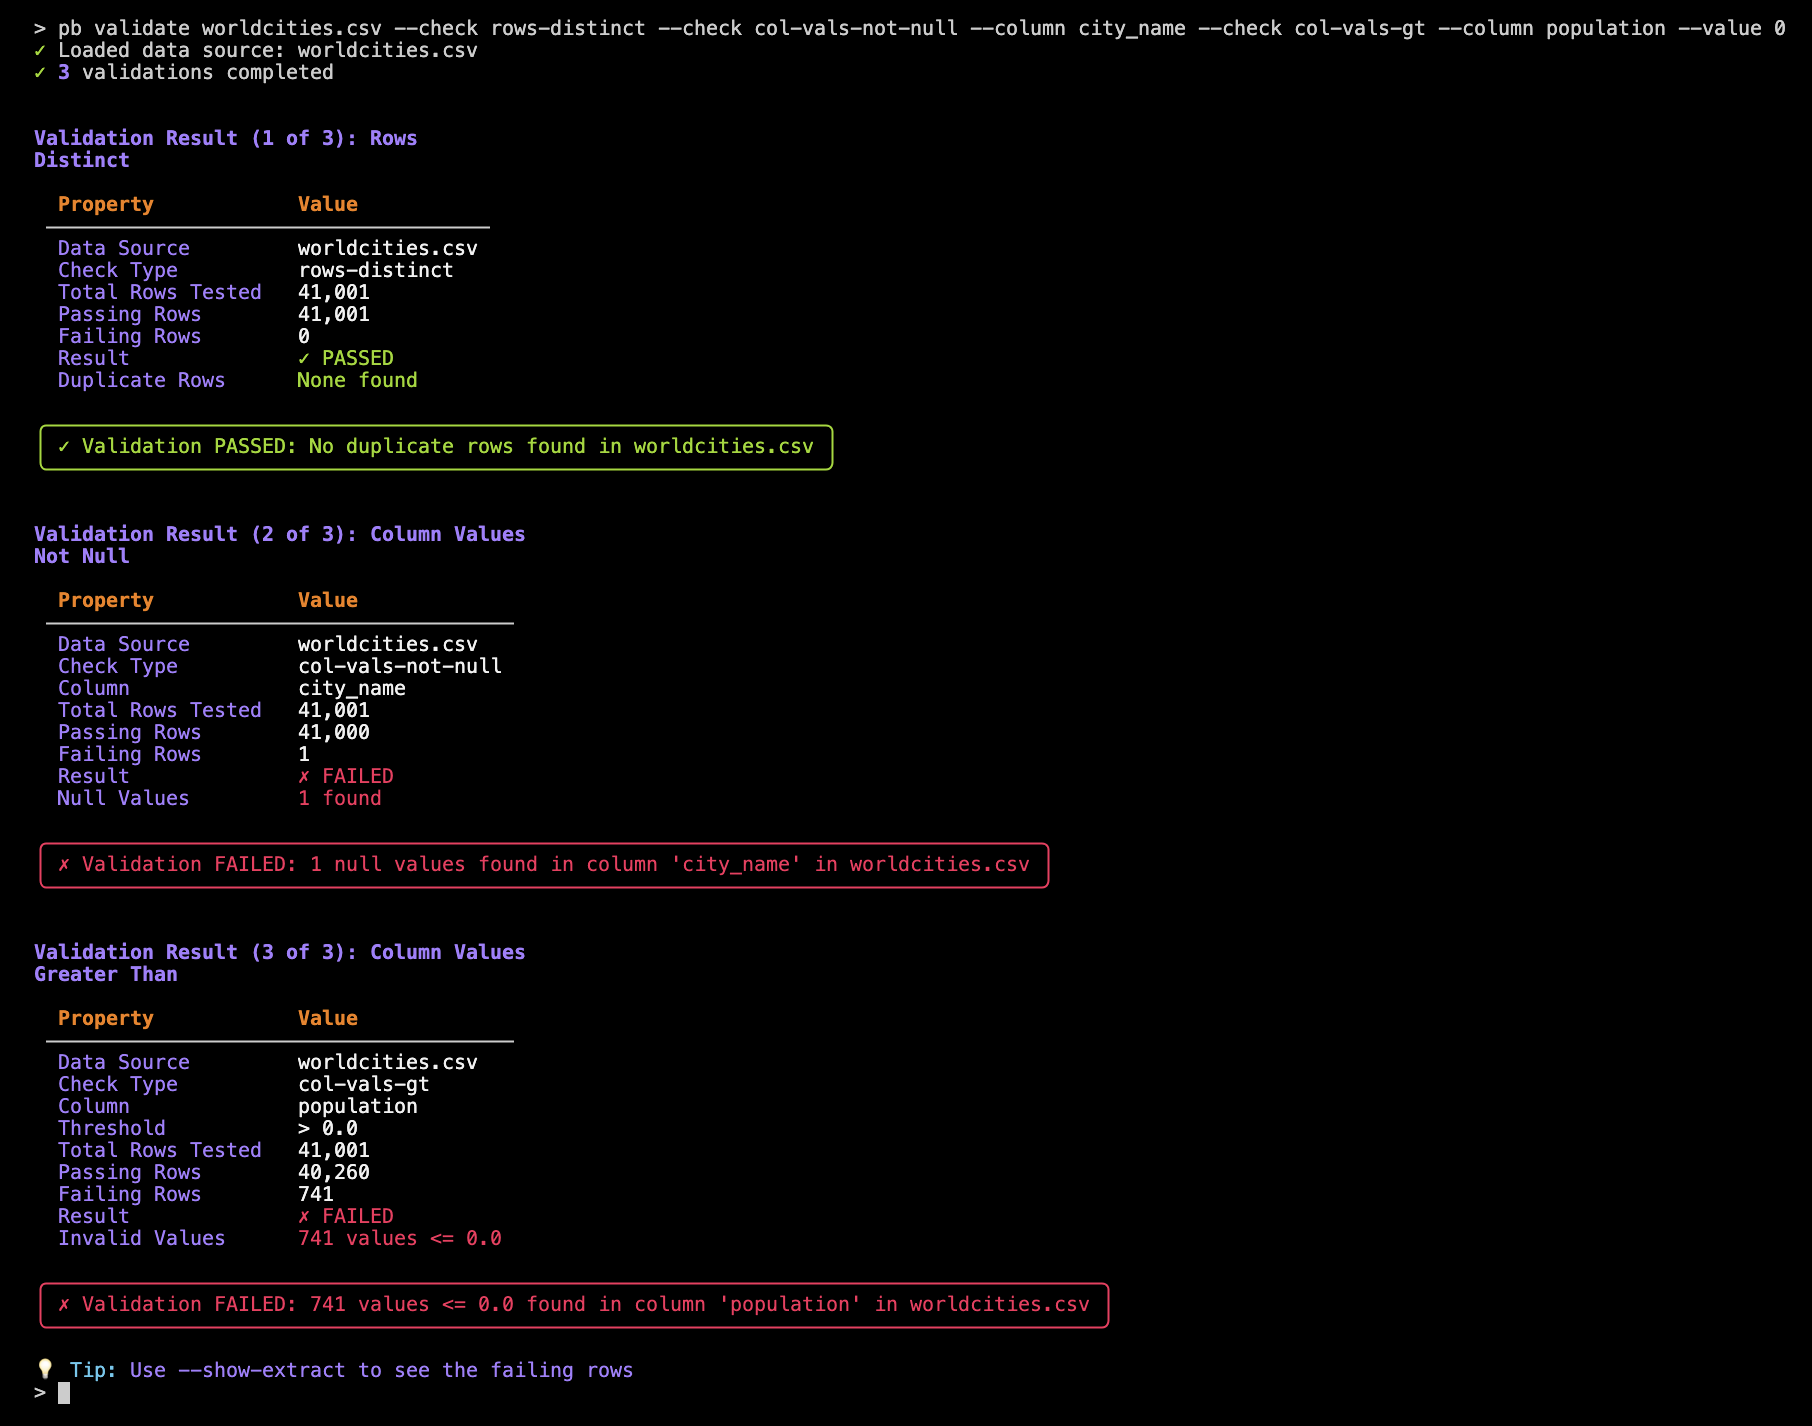 > pb validate worldcities.csv --check rows-distinct --check col-vals-not-null --column city_name --check col-vals-gt --column population --value 0
✓ Loaded data source: worldcities.csv
✓ 3 validations completed
Validation Result (1 of 3): Rows
Distinct
Property Value
Data Source worldcities.csv
Check Type rows-distinct
Total Rows Tested 41,001
Passing Rows 41,001
Failing Rows 0
Result ✓ PASSED
Duplicate Rows None found
✓ Validation PASSED: No duplicate rows found in worldcities.csv
Validation Result (2 of 3): Column Values
Not Null
Property Value
Data Source worldcities.csv
Check Type col-vals-not-null
Column city_name
Total Rows Tested 41,001
Passing Rows 41,000
Failing Rows 1
Result ✗ FAILED
Null Values 1 found
✗ Validation FAILED: 1 null values found in column 'city_name' in worldcities.csv
Validation Result (3 of 3): Column Values
Greater Than
Property Value
Data Source worldcities.csv
Check Type col-vals-gt
Column population
Threshold > 0.0
Total Rows Tested 41,001
Passing Rows 40,260
Failing Rows 741
Result ✗ FAILED
Invalid Values 741 values <= 0.0
✗ Validation FAILED: 741 values <= 0.0 found in column 'population' in worldcities.csv
💡 Tip: Use --show-extract to see the failing rows
>